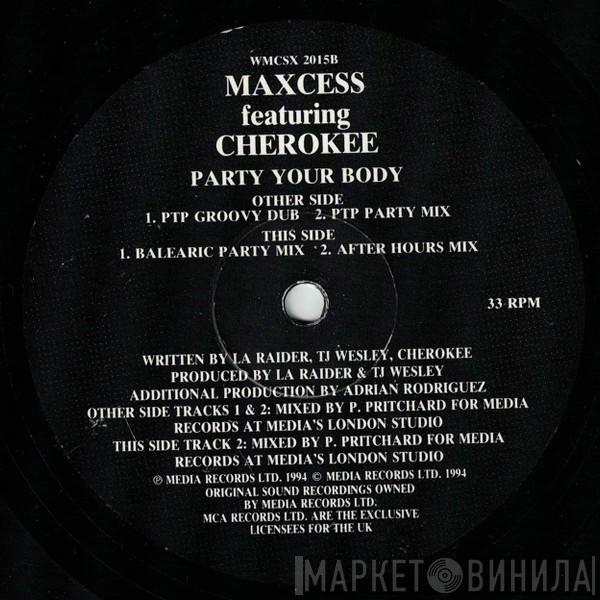 WMCSX 2015B
MAXCESS
featuring
CHEROKEE
PARTY YOUR BODY
OTHER SIDE
1. PTP GROOVY DUB 2. PTP PARTY MIX
THIS SIDE
1. BALEARIC PARTY MIX 2. AFTER HOURS MIX
33 RPM
WRITTEN BY LA RAIDER, TJ WESLEY, CHEROKEE
PRODUCED BY LA RAIDER & TJ WESLEY
ADDITIONAL PRODUCTION BY ADRIAN RODRIGUEZ
OTHER SIDE TRACKS 1 & 2: MIXED BY P. PRITCHARD FOR MEDIA
RECORDS AT MEDIA'S LONDON STUDIO
THIS SIDE TRACK 2: MIXED BY P. PRITCHARD FOR MEDIA
RECORDS AT MEDIA'S LONDON STUDIO
℗ MEDIA RECORDS LTD. 1994 © MEDIA RECORDS LTD. 1994
ORIGINAL SOUND RECORDINGS OWNED
BY MEDIA RECORDS LTD.
MCA RECORDS LTD. ARE THE EXCLUSIVE
LICENSEES FOR THE UK
МАРКЕТ ВИНИЛА